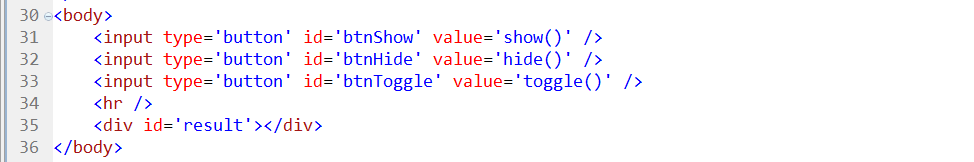 30 <body>
31     <input type='button' id='btnShow' value='show()' />
32     <input type='button' id='btnHide' value='hide()' />
33     <input type='button' id='btnToggle' value='toggle()' />
34     <hr />
35     <div id='result'></div>
36 </body>